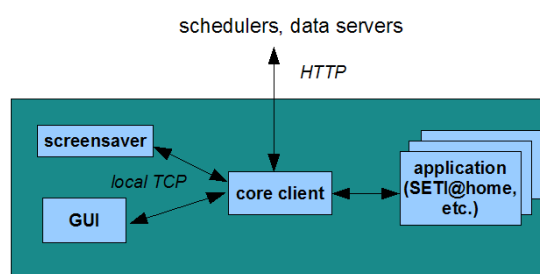 schedulers, data servers
HTTP
screensaver
local TCP
core client
GUI
application
(SETI@home,
etc.)